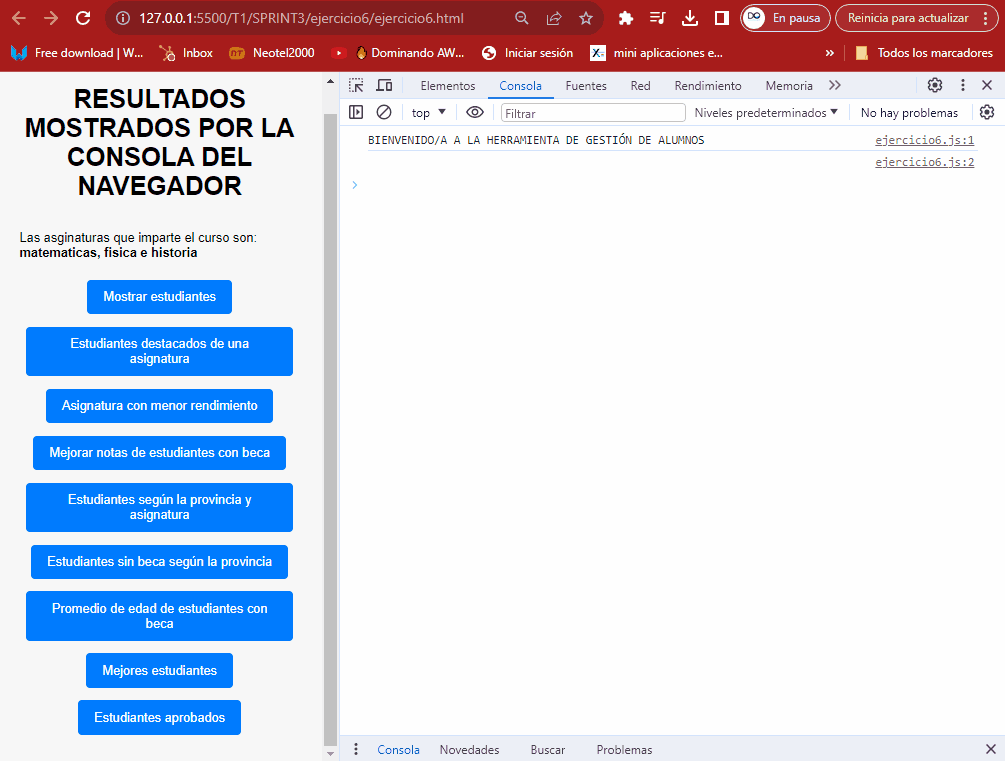 127.0.0.1:5500/T1/SPRINT3/ejercicio6/ejercicio6.html
En pausa
Reinicia para actualizar
Free download | W...
Inbox
Neotel2000
Dominando AW...
Iniciar sesión
mini aplicaciones e...
»
Todos los marcadores
RESULTADOS
MOSTRADOS POR LA
CONSOLA DEL
NAVEGADOR
Las asginaturas que imparte el curso son:
matematicas, fisica e historia
Mostrar estudiantes
Estudiantes destacados de una
asignatura
Asignatura con menor rendimiento
Mejorar notas de estudiantes con beca
Estudiantes según la provincia y
asignatura
Estudiantes sin beca según la provincia
Promedio de edad de estudiantes con
beca
Mejores estudiantes
Estudiantes aprobados
Elementos Consola Fuentes Red Rendimiento Memoria
top Filtrar Niveles predeterminados No hay problemas
BIENVENIDO/A A LA HERRAMIENTA DE GESTIÓN DE ALUMNOS ejercicio6.js:1
ejercicio6.js:2
Consola Novedades Buscar Problemas